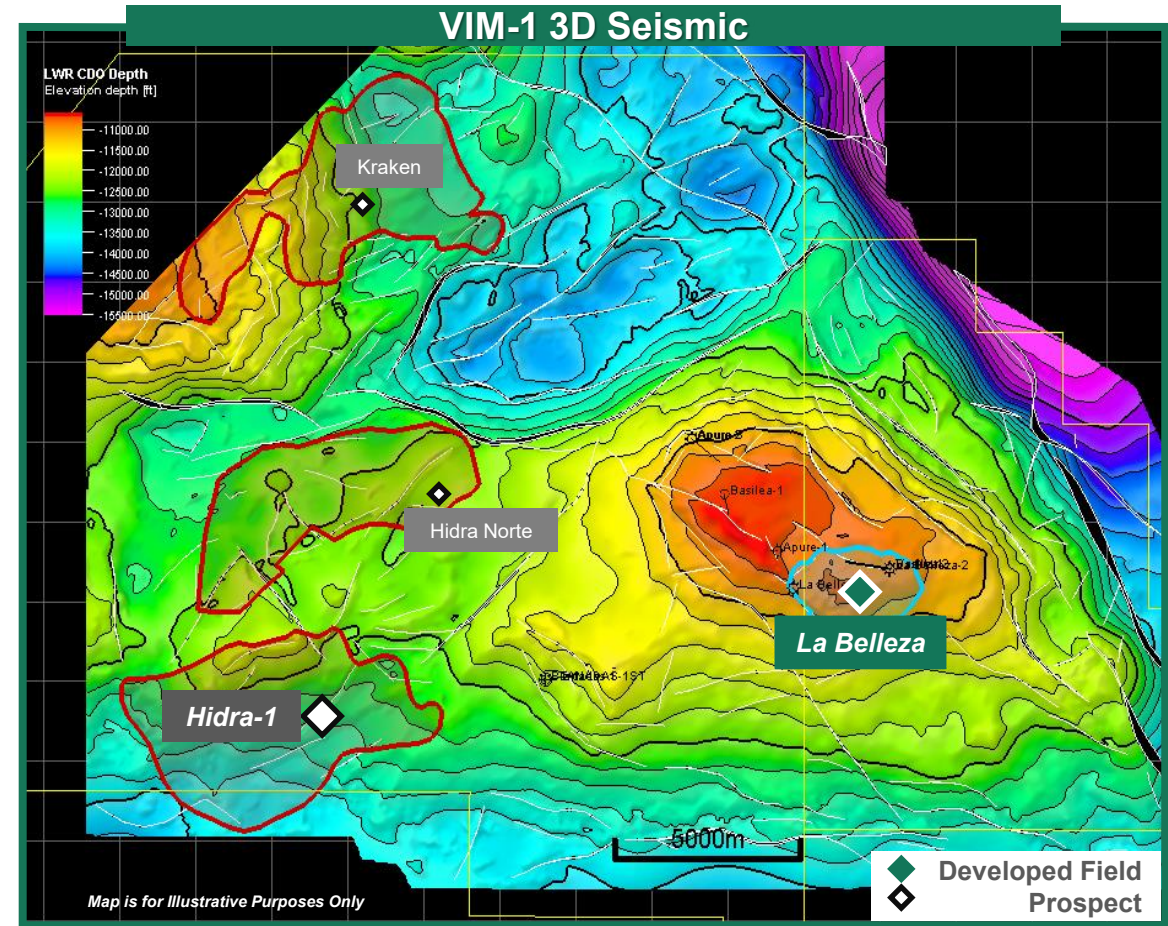 VIM-1 3D Seismic
LWR CDO Depth
Elevation depth [ft]
-11000.00
-11500.00
-12000.00
-12500.00
-13000.00
-13500.00
-14000.00
-14500.00
-15000.00
-15500.00
Kraken
Apure-2
Basilea-1
Hidra Norte
Apure-1
La Belleza
Hidra-1
5000m
Map is for Illustrative Purposes Only
Developed Field
Prospect